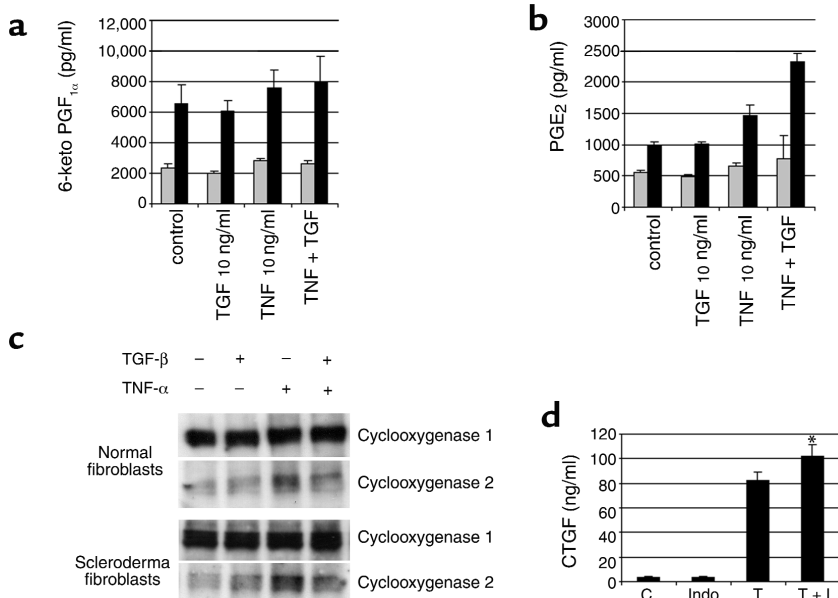 a
6-keto PGF1α (pg/ml)
12,000
10,000
8000
6000
4000
2000
0
control
TGF 10 ng/ml
TNF 10 ng/ml
TNF + TGF
b
PGE2 (pg/ml)
3000
2500
2000
1500
1000
500
0
control
TGF 10 ng/ml
TNF 10 ng/ml
TNF + TGF
c
TGF-β – + – +
TNF-α – – + +
Normal
fibroblasts
Cyclooxygenase 1
Cyclooxygenase 2
Scleroderma
fibroblasts
Cyclooxygenase 1
Cyclooxygenase 2
d
CTGF (ng/ml)
120
100
80
60
40
20
0
*
C Indo T T + I